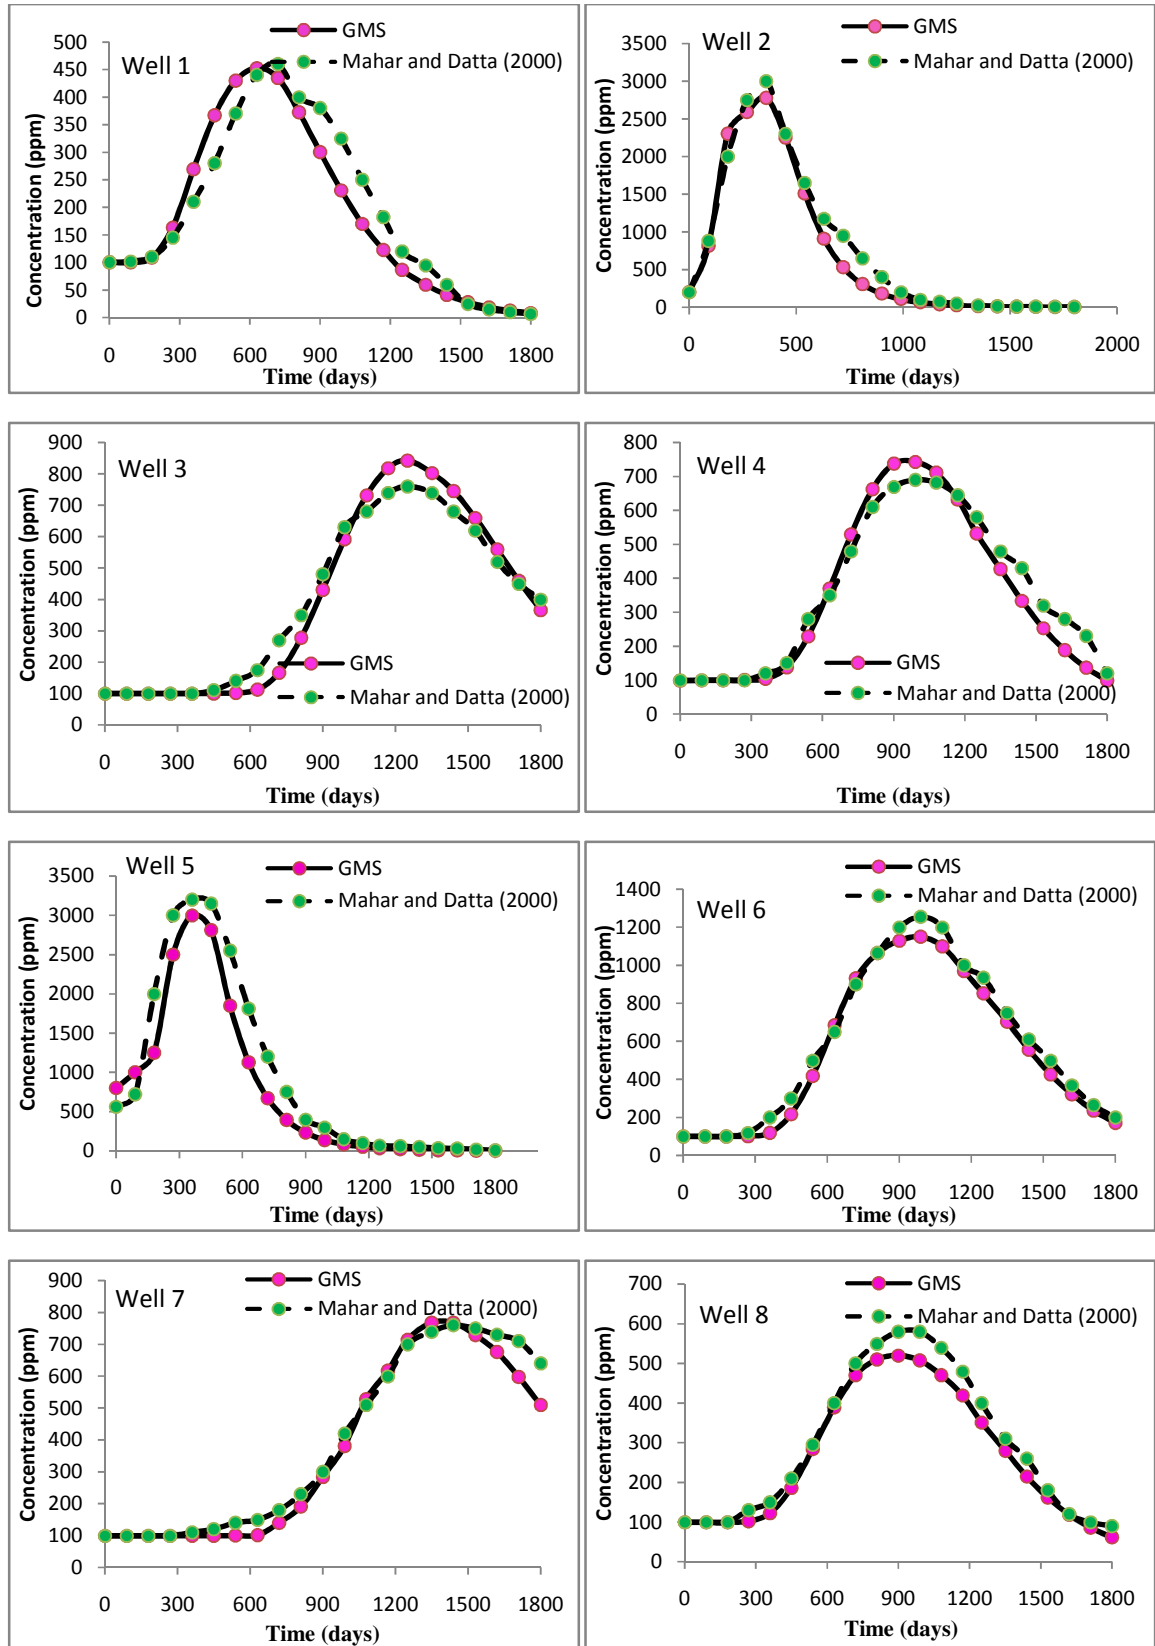 GMS
Mahar and Datta (2000)
Well 1
Concentration (ppm)
500
450
400
350
300
250
200
150
100
50
0
0 300 600 900 1200 1500 1800
Time (days)
GMS
Mahar and Datta (2000)
Well 2
Concentration (ppm)
3500
3000
2500
2000
1500
1000
500
0
0 500 1000 1500 2000
Time (days)
Well 3
Concentration (ppm)
900
800
700
600
500
400
300
200
100
0
GMS
Mahar and Datta (2000)
0 300 600 900 1200 1500 1800
Time (days)
Well 4
Concentration (ppm)
800
700
600
500
400
300
200
100
0
GMS
Mahar and Datta (2000)
0 300 600 900 1200 1500 1800
Time (days)
Well 5
GMS
Mahar and Datta (2000)
Concentration (ppm)
3500
3000
2500
2000
1500
1000
500
0
0 300 600 900 1200 1500 1800
Time (days)
GMS
Mahar and Datta (2000)
Well 6
Concentration (ppm)
1400
1200
1000
800
600
400
200
0
0 300 600 900 1200 1500 1800
Time (days)
GMS
Mahar and Datta (2000)
Well 7
Concentration (ppm)
900
800
700
600
500
400
300
200
100
0
0 300 600 900 1200 1500 1800
Time (days)
GMS
Mahar and Datta (2000)
Well 8
Concentration (ppm)
700
600
500
400
300
200
100
0
0 300 600 900 1200 1500 1800
Time (days)